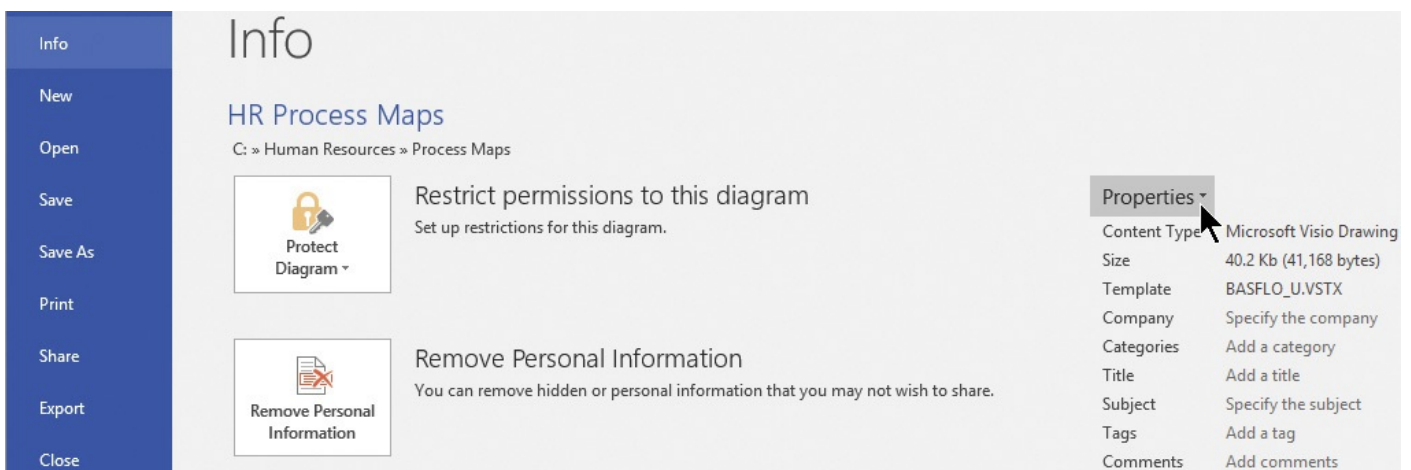 Info
New
Open
Save
Save As
Print
Share
Export
Close
Info
HR Process Maps
C: » Human Resources » Process Maps
Protect
Diagram
Restrict permissions to this diagram
Set up restrictions for this diagram.
Remove Personal
Information
Remove Personal Information
You can remove hidden or personal information that you may not wish to share.
Properties
Content Type Microsoft Visio Drawing
Size 40.2 Kb (41,168 bytes)
Template BASFLO_U.VSTX
Company Specify the company
Categories Add a category
Title Add a title
Subject Specify the subject
Tags Add a tag
Comments Add comments